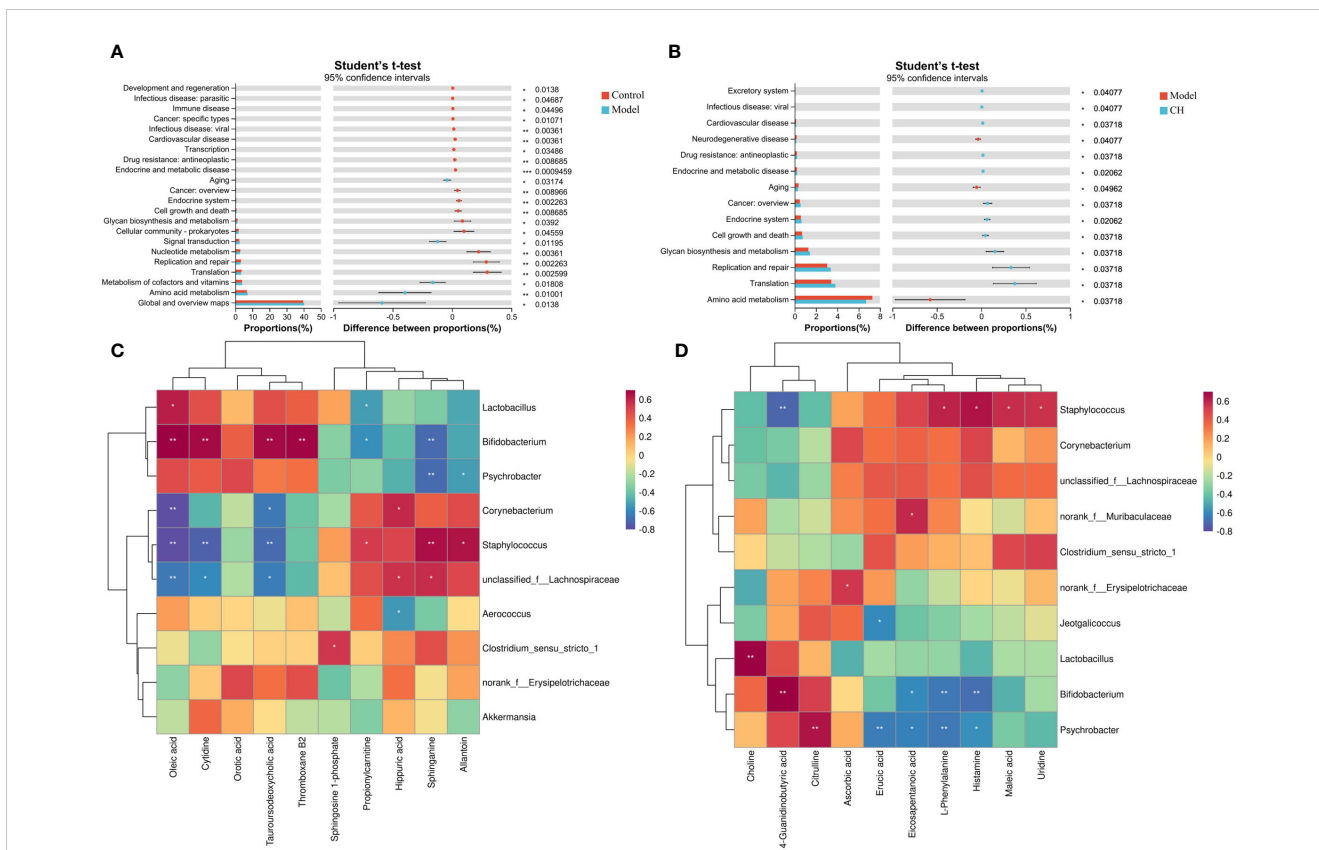 A
Student's t-test
95% confidence intervals
Development and regeneration * 0.0138
Infectious disease: parasitic * 0.04687
Immune disease * 0.04496
Cancer: specific types * 0.01071
Infectious disease: viral ** 0.00361
Cardiovascular disease ** 0.00361
Transcription * 0.03486
Drug resistance: antineoplastic ** 0.008685
Endocrine and metabolic disease *** 0.0009459
Aging * 0.03174
Cancer: overview ** 0.008966
Endocrine system ** 0.002263
Cell growth and death ** 0.008685
Glycan biosynthesis and metabolism * 0.0392
Cellular community - prokaryotes * 0.04559
Signal transduction * 0.01195
Nucleotide metabolism ** 0.00361
Replication and repair ** 0.002263
Translation ** 0.002599
Metabolism of cofactors and vitamins * 0.01808
Amino acid metabolism ** 0.01001
Global and overview maps * 0.0138
Control
Model
0 10 20 30 40 50 -1 -0.5 0 0.5
Proportions(%) Difference between proportions(%)
B
Student's t-test
95% confidence intervals
Excretory system * 0.04077
Infectious disease: viral * 0.04077
Cardiovascular disease * 0.03718
Neurodegenerative disease * 0.04077
Drug resistance: antineoplastic * 0.03718
Endocrine and metabolic disease * 0.02062
Aging * 0.04962
Cancer: overview * 0.03718
Endocrine system * 0.02062
Cell growth and death * 0.03718
Glycan biosynthesis and metabolism * 0.03718
Replication and repair * 0.03718
Translation * 0.03718
Amino acid metabolism * 0.03718
Model
CH
0 2 4 6 8 -1 -0.5 0 0.5 1
Proportions(%) Difference between proportions(%)
C
* * Lactobacillus
** ** ** ** * ** Bifidobacterium
** * Psychrobacter
** * * Corynebacterium
** ** ** * ** * Staphylococcus
** * * * * unclassified_f__Lachnospiraceae
* Aerococcus
* Clostridium_sensu_stricto_1
norank_f__Erysipelotrichaceae
Akkermansia
Oleic acid
Cytidine
Orotic acid
Tauroursodeoxycholic acid
Thromboxane B2
Sphingosine 1-phosphate
Propionylcarnitine
Hippuric acid
Sphinganine
Allantoin
0.6
0.4
0.2
0
-0.2
-0.4
-0.6
-0.8
D
** * * * * Staphylococcus
Corynebacterium
unclassified_f__Lachnospiraceae
* norank_f__Muribaculaceae
Clostridium_sensu_stricto_1
* norank_f__Erysipelotrichaceae
* Jeotgalicoccus
** Lactobacillus
** * ** ** Bifidobacterium
** ** * ** * Psychrobacter
Choline
4-Guanidinobutyric acid
Citrulline
Ascorbic acid
Erucic acid
Eicosapentanoic acid
L-Phenylalanine
Histamine
Maleic acid
Uridine
0.6
0.4
0.2
0
-0.2
-0.4
-0.6
-0.8